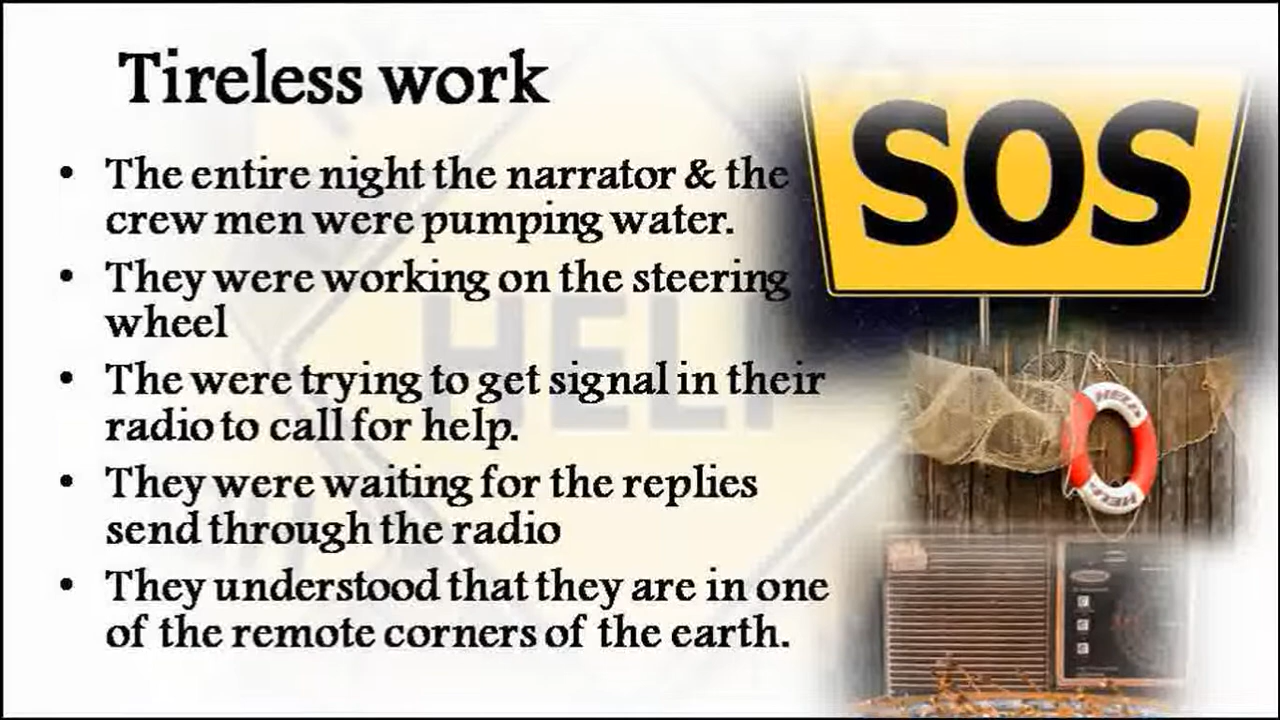 Tireless work
SOS
• The entire night the narrator & the
crew men were pumping water.
• They were working on the steering
wheel
• The were trying to get signal in their
radio to call for help.
• They were waiting for the replies
send through the radio
• They understood that they are in one
of the remote corners of the earth.
HELP
HELP
HELP